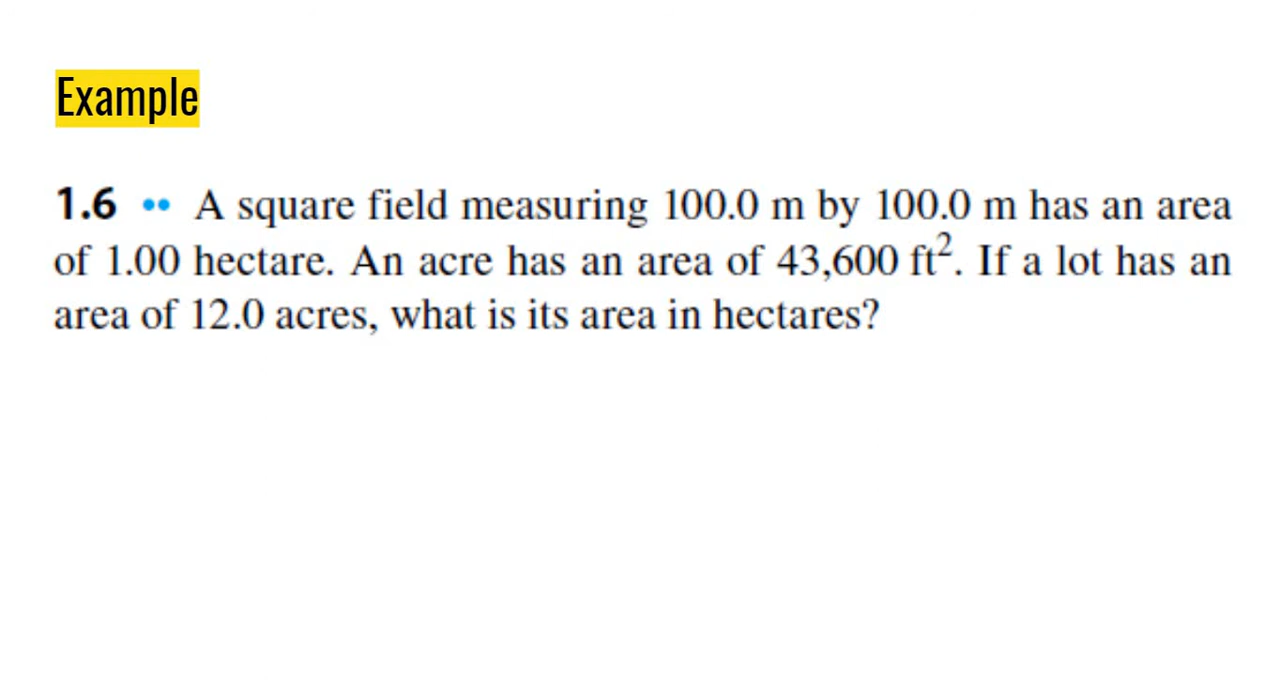 Example
1.6 •• A square field measuring 100.0 m by 100.0 m has an area
of 1.00 hectare. An acre has an area of 43,600 ft². If a lot has an
area of 12.0 acres, what is its area in hectares?